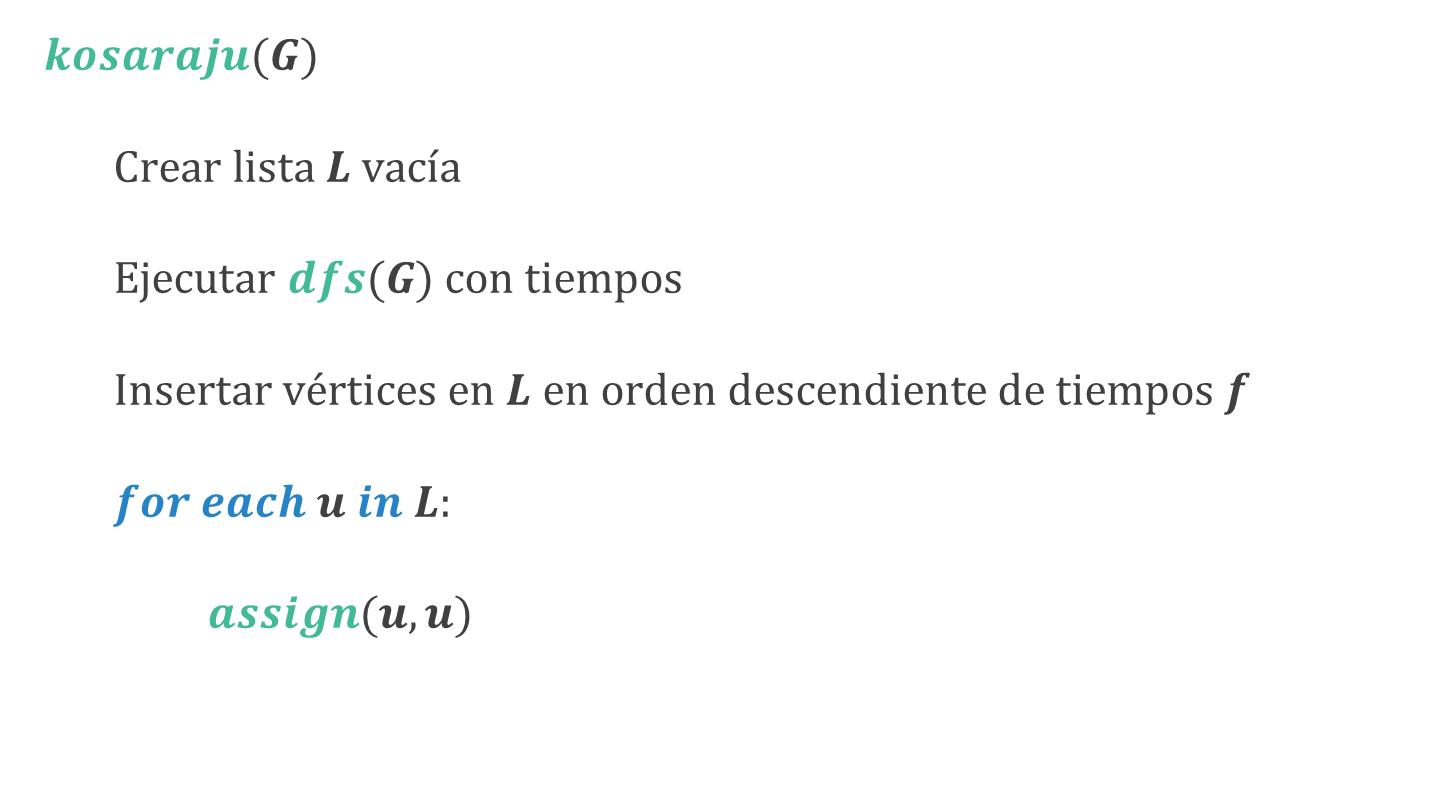 kosaraju(G)
Crear lista L vacía
Ejecutar dfs(G) con tiempos
Insertar vértices en L en orden descendiente de tiempos f
for each u in L:
assign(u, u)